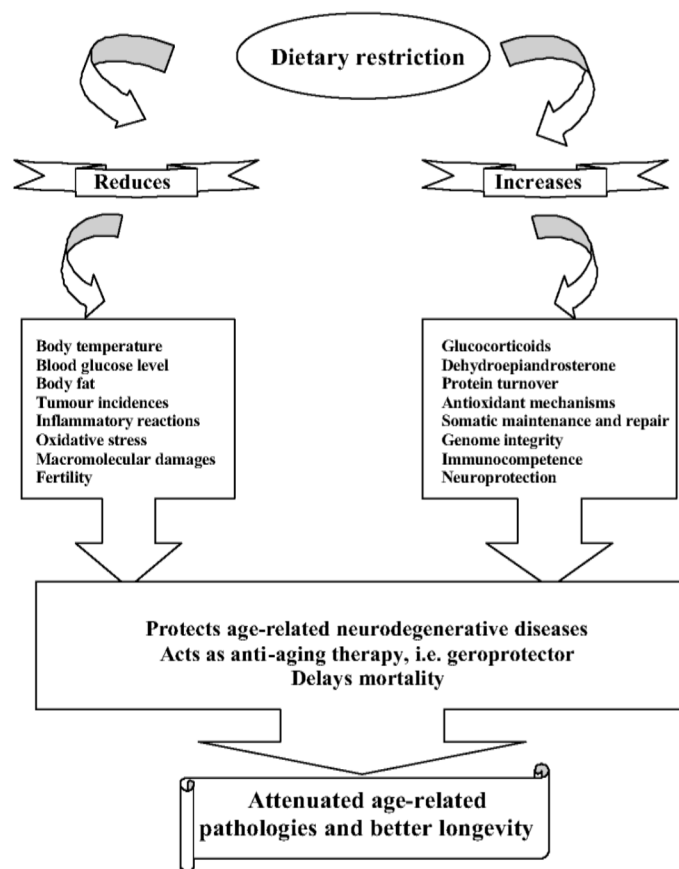 Dietary restriction
Reduces
Increases
Body temperature
Blood glucose level
Body fat
Tumour incidences
Inflammatory reactions
Oxidative stress
Macromolecular damages
Fertility
Glucocorticoids
Dehydroepiandrosterone
Protein turnover
Antioxidant mechanisms
Somatic maintenance and repair
Genome integrity
Immunocompetence
Neuroprotection
Protects age-related neurodegenerative diseases
Acts as anti-aging therapy, i.e. geroprotector
Delays mortality
Attenuated age-related
pathologies and better longevity